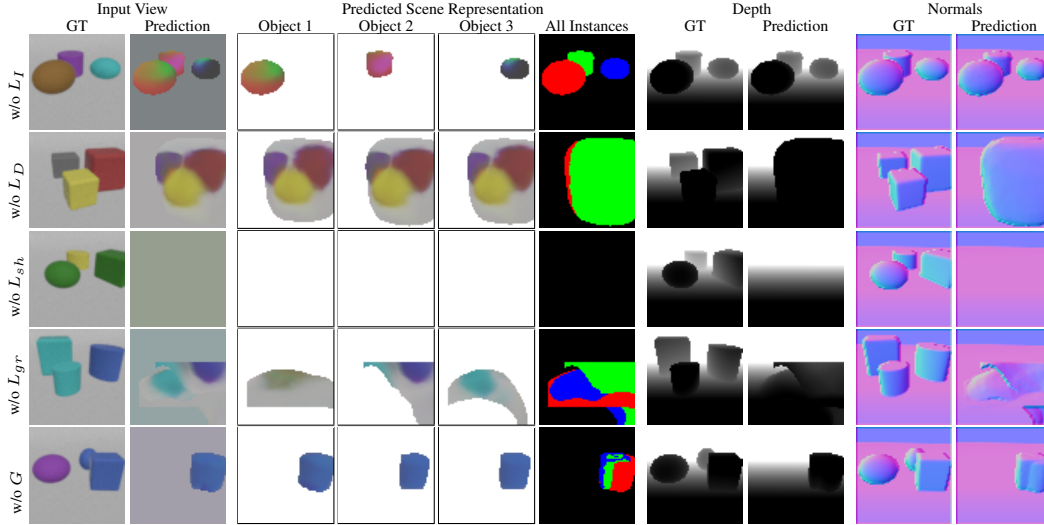 Input View Predicted Scene Representation Depth Normals
GT Prediction Object 1 Object 2 Object 3 All Instances GT Prediction GT Prediction
w/o L_I
w/o L_D
w/o L_sh
w/o L_gr
w/o G